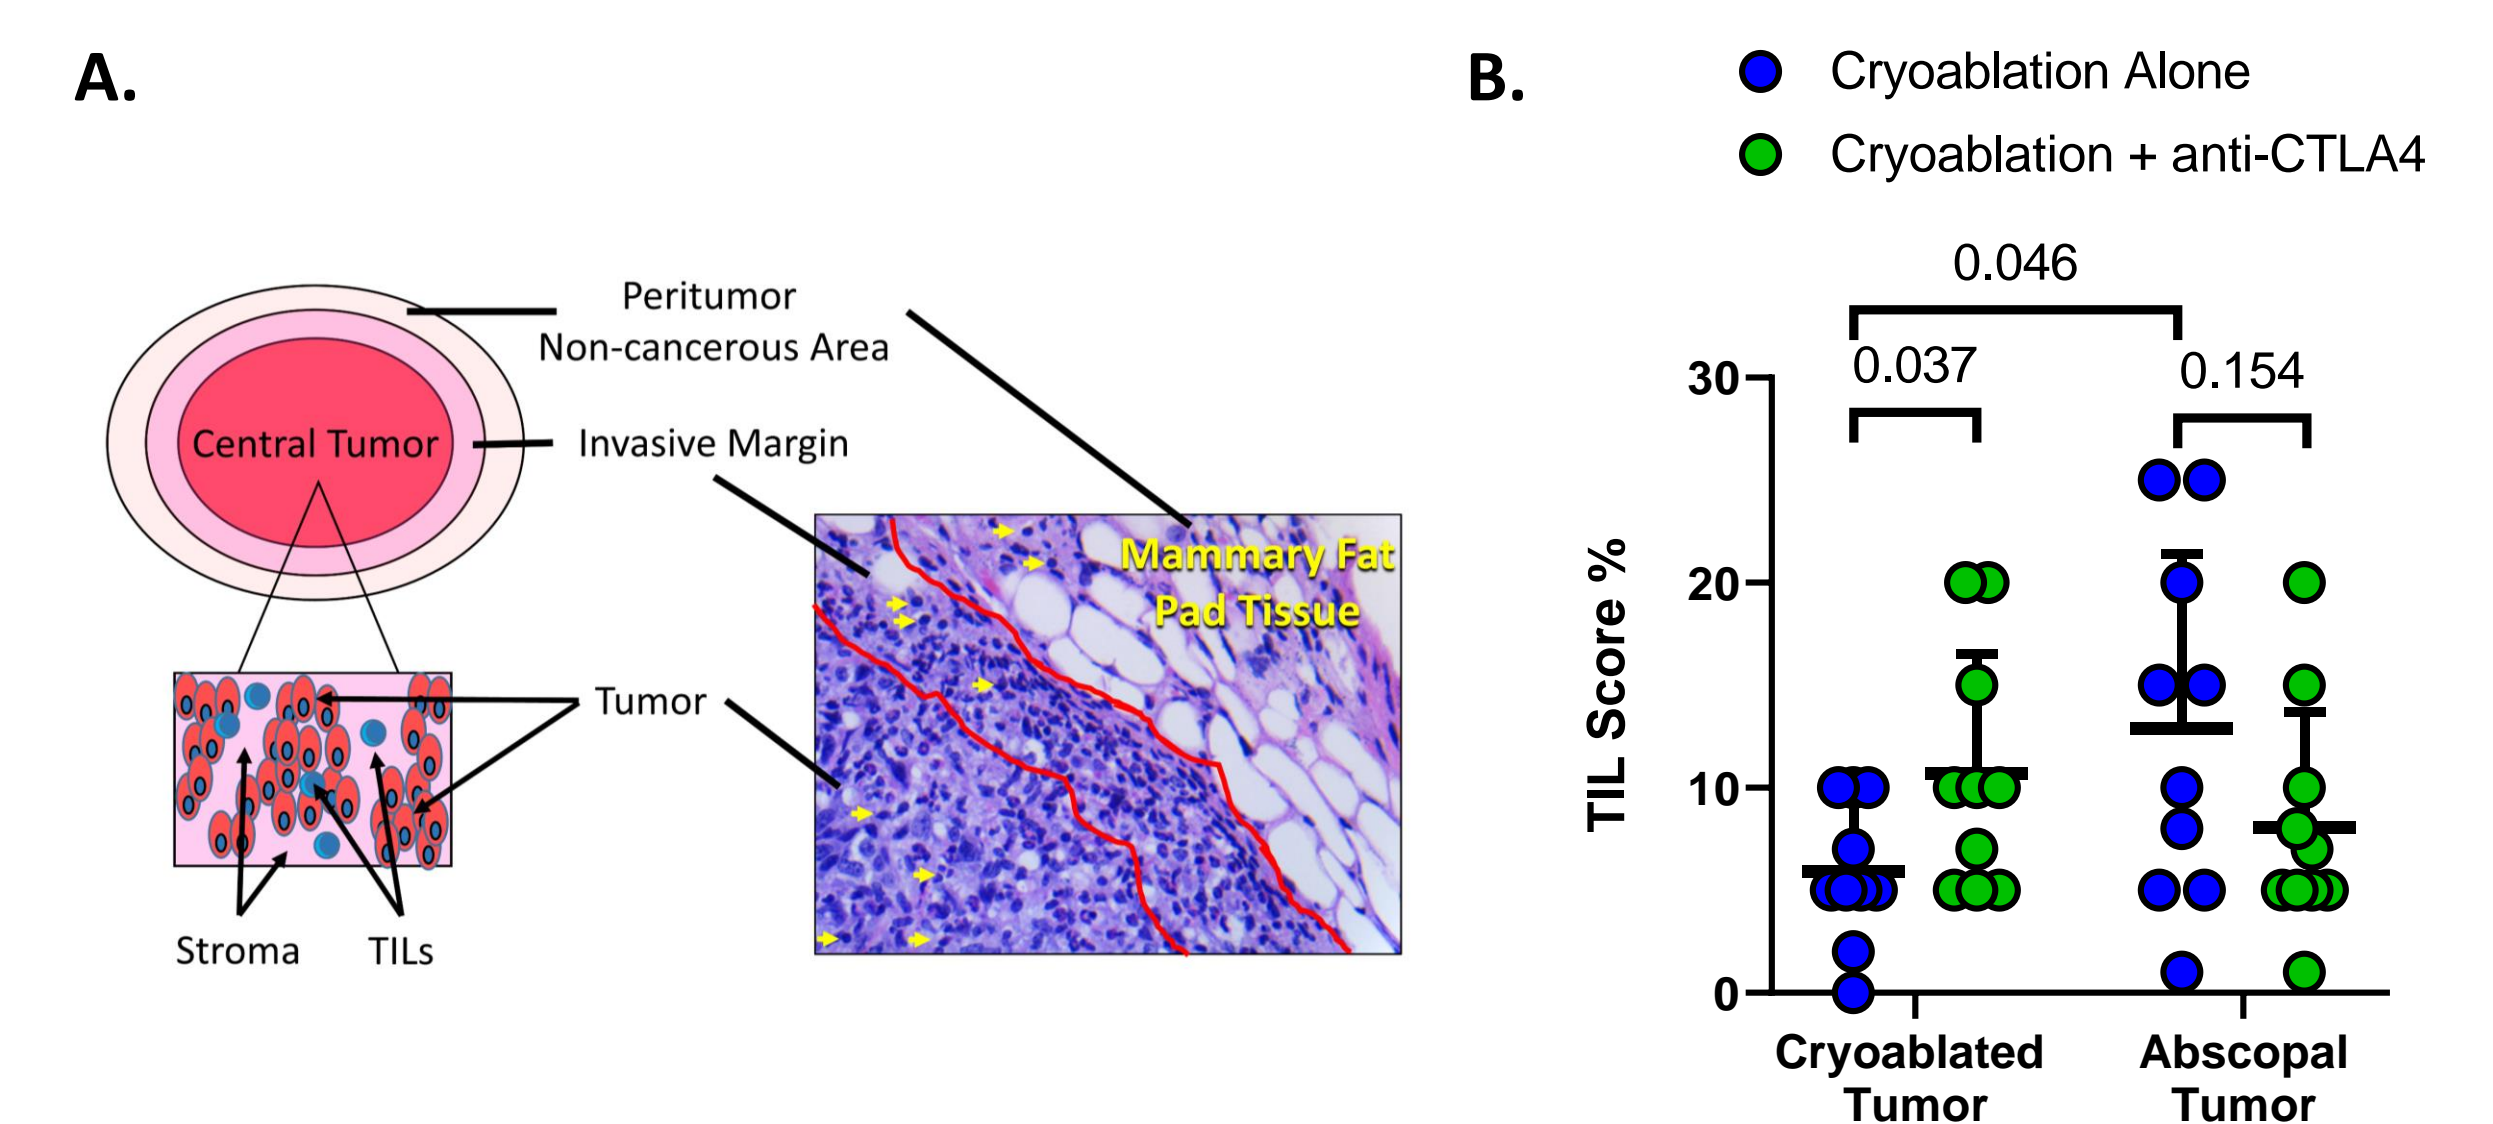 A.
Peritumor
Non-cancerous Area
Central Tumor
Invasive Margin
Mammary Fat
Pad Tissue
Tumor
Stroma
TILs
B.
Cryoablation Alone
Cryoablation + anti-CTLA4
0.046
0.037
0.154
TIL Score %
30
20
10
0
Cryoablated
Tumor
Abscopal
Tumor